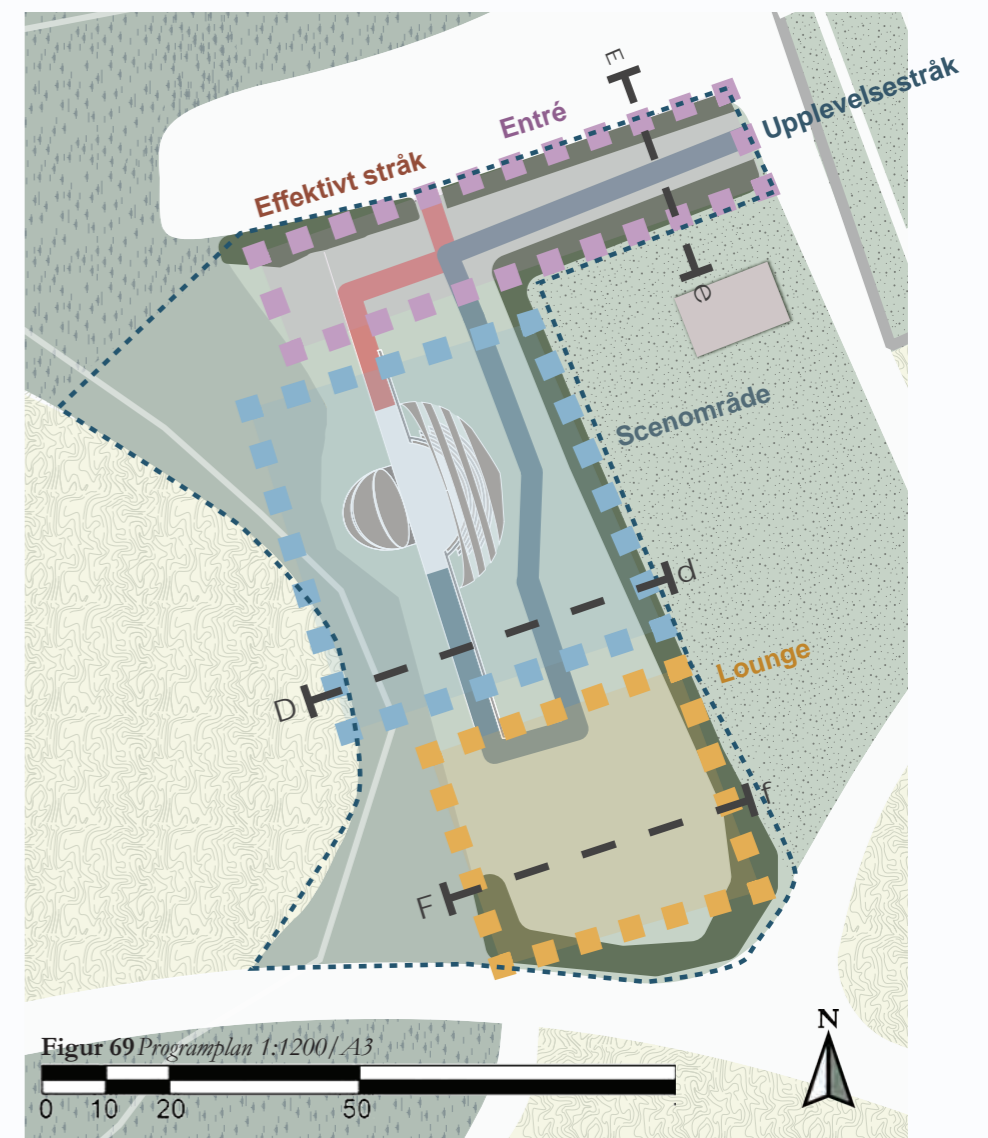 E
Entré
Upplevelsestråk
Effektivt stråk
e
Scenområde
d
Lounge
D
f
F
N
Figur 69 Programplan 1:1200/ A3
0 10 20 50